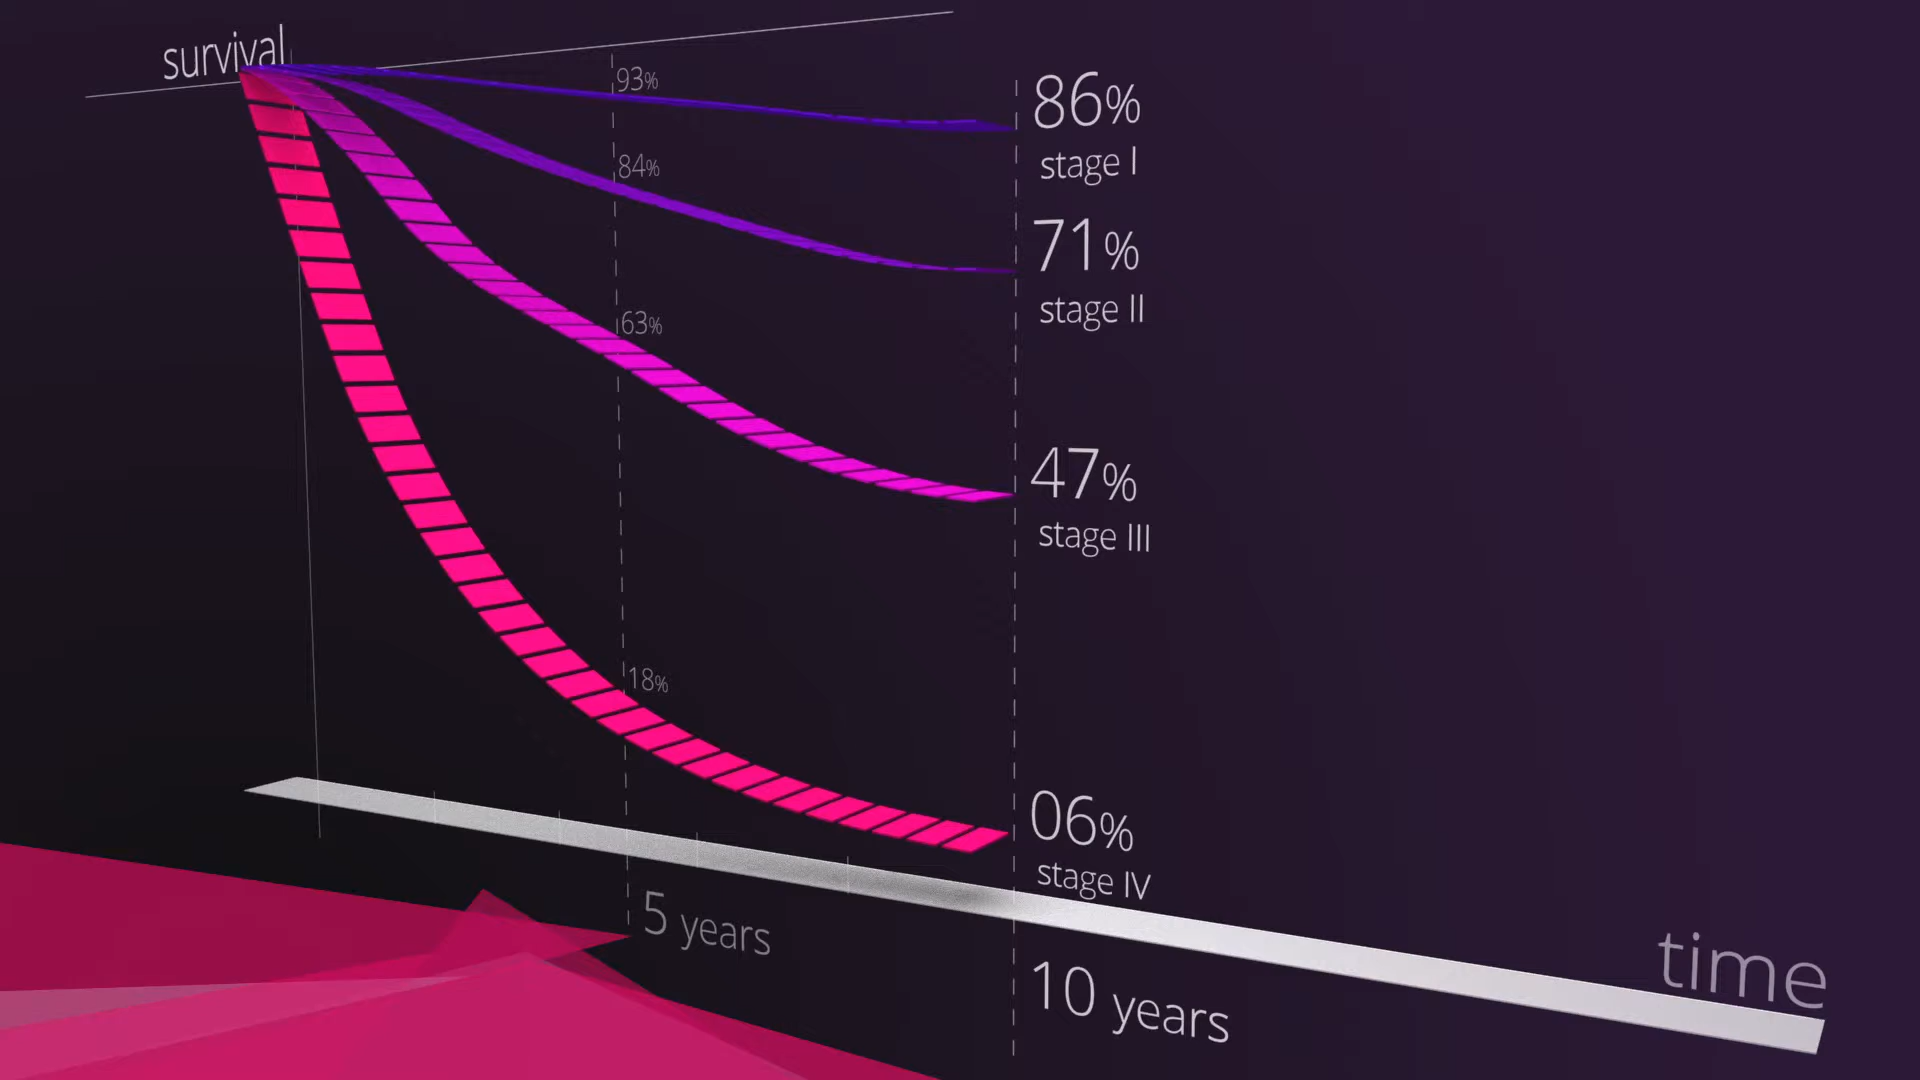 survival
93%
86%
stage I
84%
71%
stage II
63%
47%
stage III
18%
06%
stage IV
5 years
10 years
time